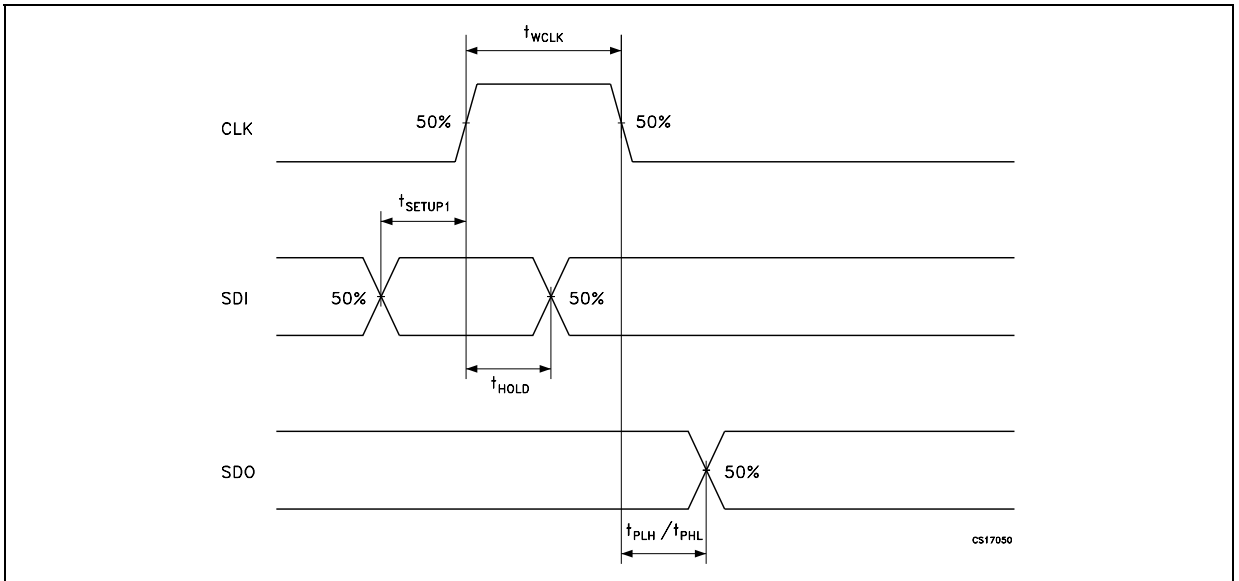 tWCLK
CLK
50%
50%
tSETUP1
SDI
50%
50%
tHOLD
SDO
50%
tPLH /tPHL
CS17050